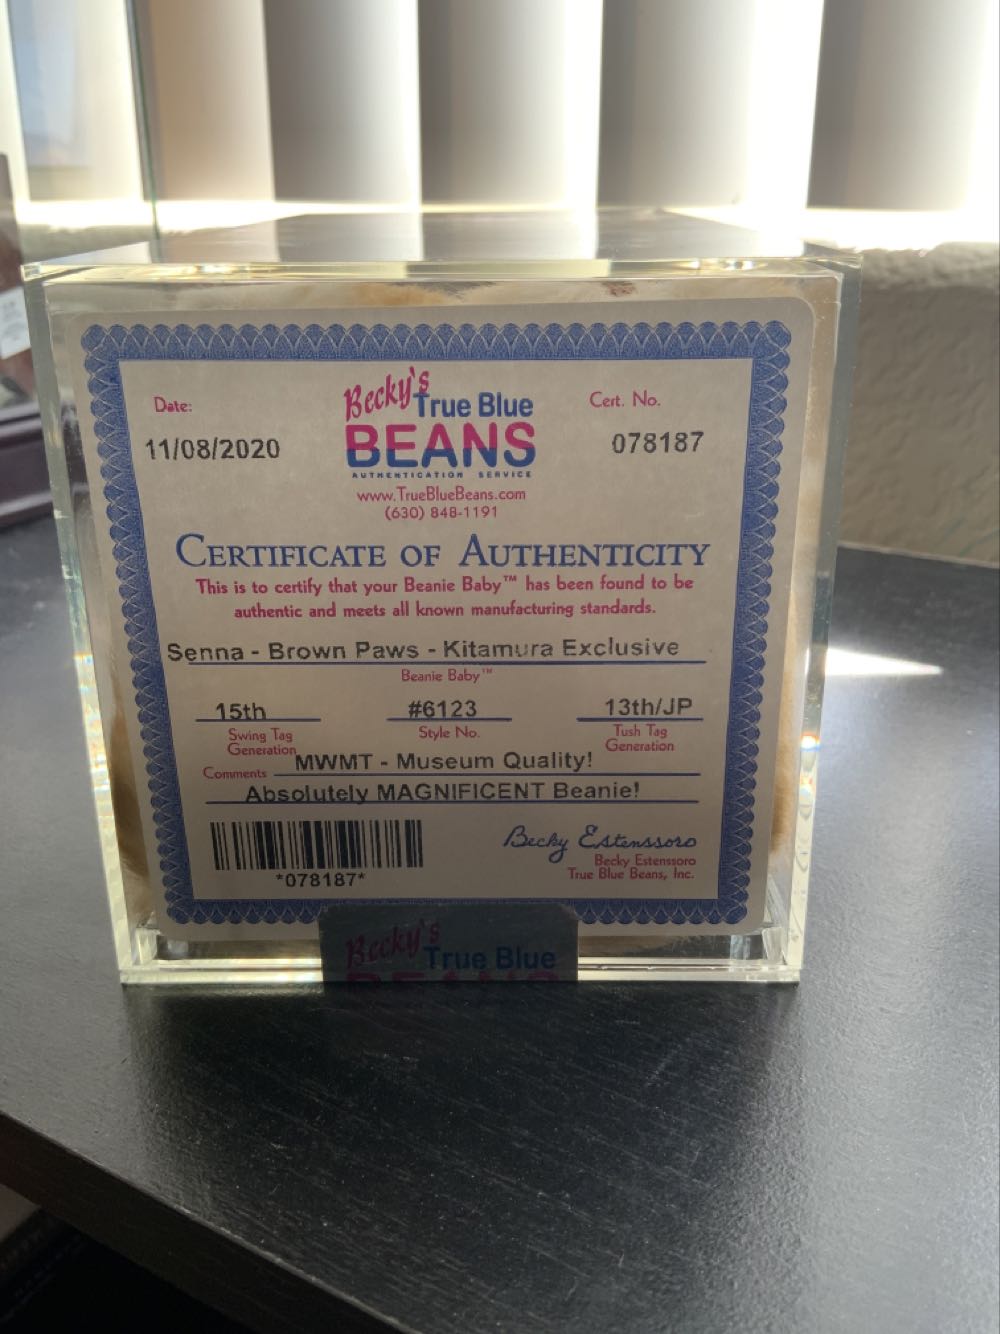 Date:
11/08/2020
Becky's
True Blue
BEANS
AUTHENTICATION SERVICE
www.TrueBlueBeans.com
(630) 848-1191
Cert. No.
078187
CERTIFICATE OF AUTHENTICITY
This is to certify that your Beanie Baby™ has been found to be
authentic and meets all known manufacturing standards.
Senna - Brown Paws - Kitamura Exclusive
Beanie Baby™
15th
Swing Tag
Generation
#6123
Style No.
13th/JP
Tush Tag
Generation
Comments MWMT - Museum Quality!
Absolutely MAGNIFICENT Beanie!
*078187*
Becky Estenssoro
Becky Estenssoro
True Blue Beans, Inc.
Becky's
True Blue
BEANS